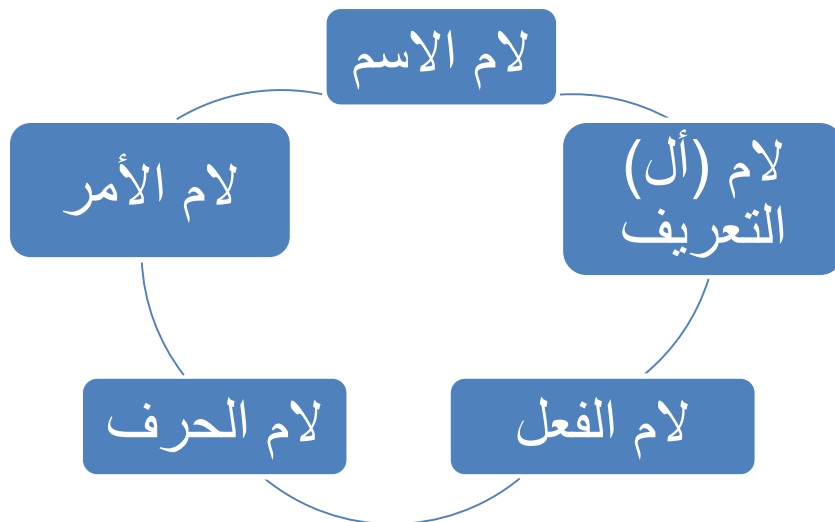 لام الاسم
لام (أل)
التعريف
لام الأمر
لام الفعل
لام الحرف